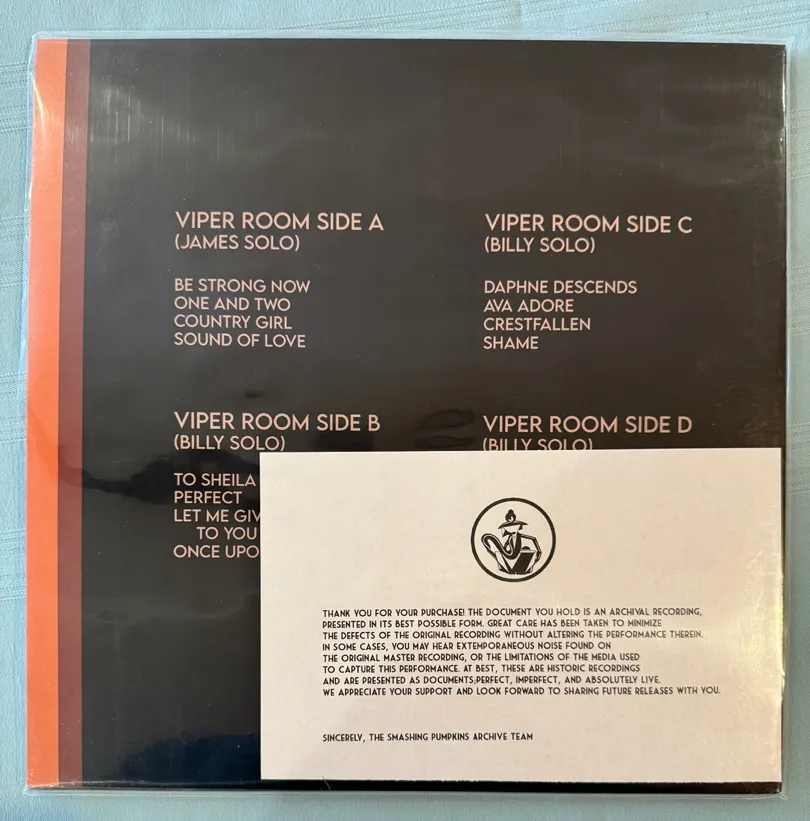 VIPER ROOM SIDE A
(JAMES SOLO)
BE STRONG NOW
ONE AND TWO
COUNTRY GIRL
SOUND OF LOVE
VIPER ROOM SIDE B
(BILLY SOLO)
TO SHEILA
PERFECT
LET ME GIV
TO YOU
ONCE UPO
VIPER ROOM SIDE C
(BILLY SOLO)
DAPHNE DESCENDS
AVA ADORE
CRESTFALLEN
SHAME
VIPER ROOM SIDE D
(BILLY SOLO)
THANK YOU FOR YOUR PURCHASE! THE DOCUMENT YOU HOLD IS AN ARCHIVAL RECORDING,
PRESENTED IN ITS BEST POSSIBLE FORM. GREAT CARE HAS BEEN TAKEN TO MINIMIZE
THE DEFECTS OF THE ORIGINAL RECORDING WITHOUT ALTERING THE PERFORMANCE THEREIN.
IN SOME CASES, YOU MAY HEAR EXTEMPORANEOUS NOISE FOUND ON
THE ORIGINAL MASTER RECORDING, OR THE LIMITATIONS OF THE MEDIA USED
TO CAPTURE THIS PERFORMANCE. AT BEST, THESE ARE HISTORIC RECORDINGS
AND ARE PRESENTED AS DOCUMENTS;PERFECT, IMPERFECT, AND ABSOLUTELY LIVE.
WE APPRECIATE YOUR SUPPORT AND LOOK FORWARD TO SHARING FUTURE RELEASES WITH YOU.
SINCERELY, THE SMASHING PUMPKINS ARCHIVE TEAM